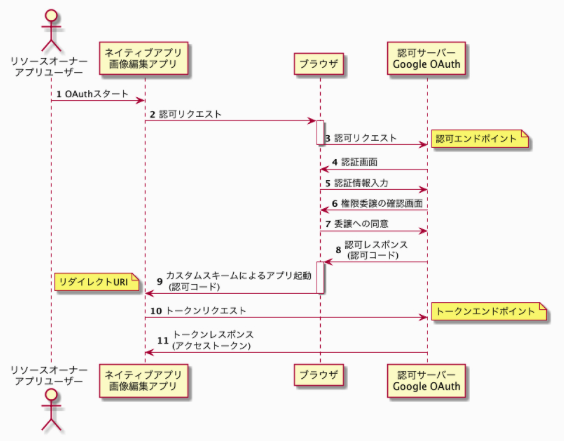 リソースオーナー
アプリユーザー
ネイティブアプリ
画像編集アプリ
ブラウザ
認可サーバー
Google OAuth
1 OAuthスタート
2 認可リクエスト
3 認可リクエスト
認可エンドポイント
4 認証画面
5 認証情報入力
6 権限委譲の確認画面
7 委譲への同意
8 認可レスポンス
(認可コード)
リダイレクトURI
9 カスタムスキームによるアプリ起動
(認可コード)
10 トークンリクエスト
トークンエンドポイント
11 トークンレスポンス
(アクセストークン)
リソースオーナー
アプリユーザー
ネイティブアプリ
画像編集アプリ
ブラウザ
認可サーバー
Google OAuth